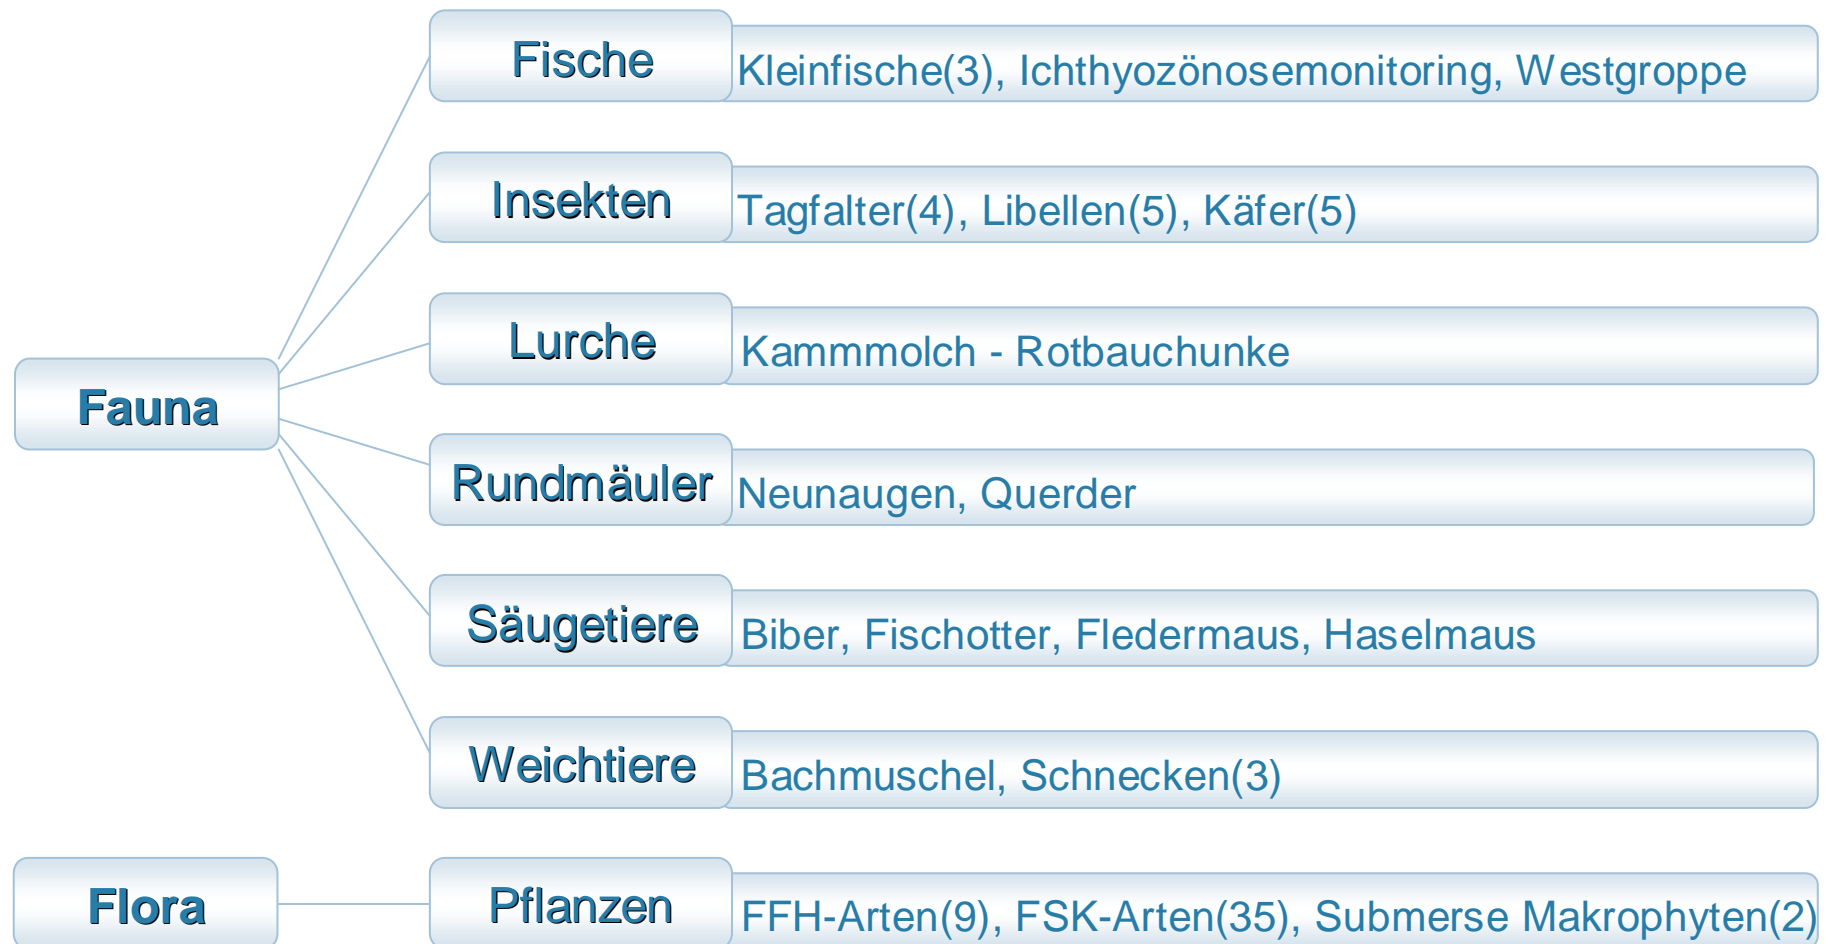 Fische
Kleinfische(3), Ichthyozönosemonitoring, Westgroppe
Insekten
Tagfalter(4), Libellen(5), Käfer(5)
Lurche
Kammmolch - Rotbauchunke
Fauna
Rundmäuler
Neunaugen, Querder
Säugetiere
Biber, Fischotter, Fledermaus, Haselmaus
Weichtiere
Bachmuschel, Schnecken(3)
Flora
Pflanzen
FFH-Arten(9), FSK-Arten(35), Submerse Makrophyten(2)